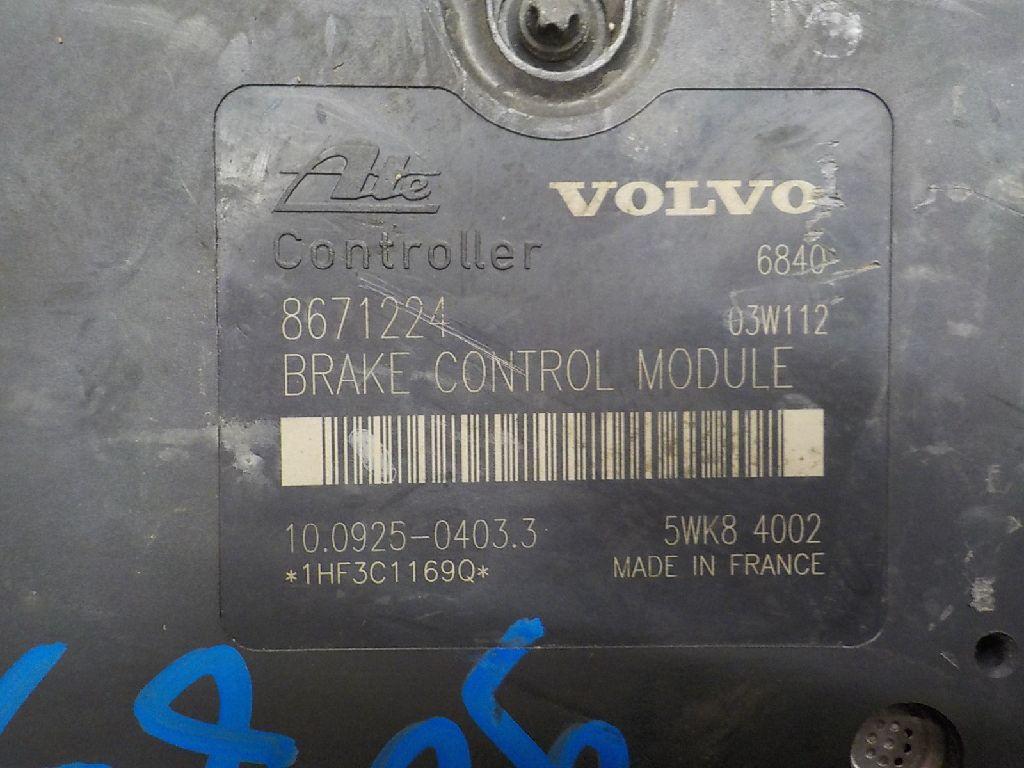 Ate VOLVO
Controller 6840
8671224 03W112
BRAKE CONTROL MODULE
10.0925-0403.3 5WK8 4002
*1HF3C1169Q* MADE IN FRANCE